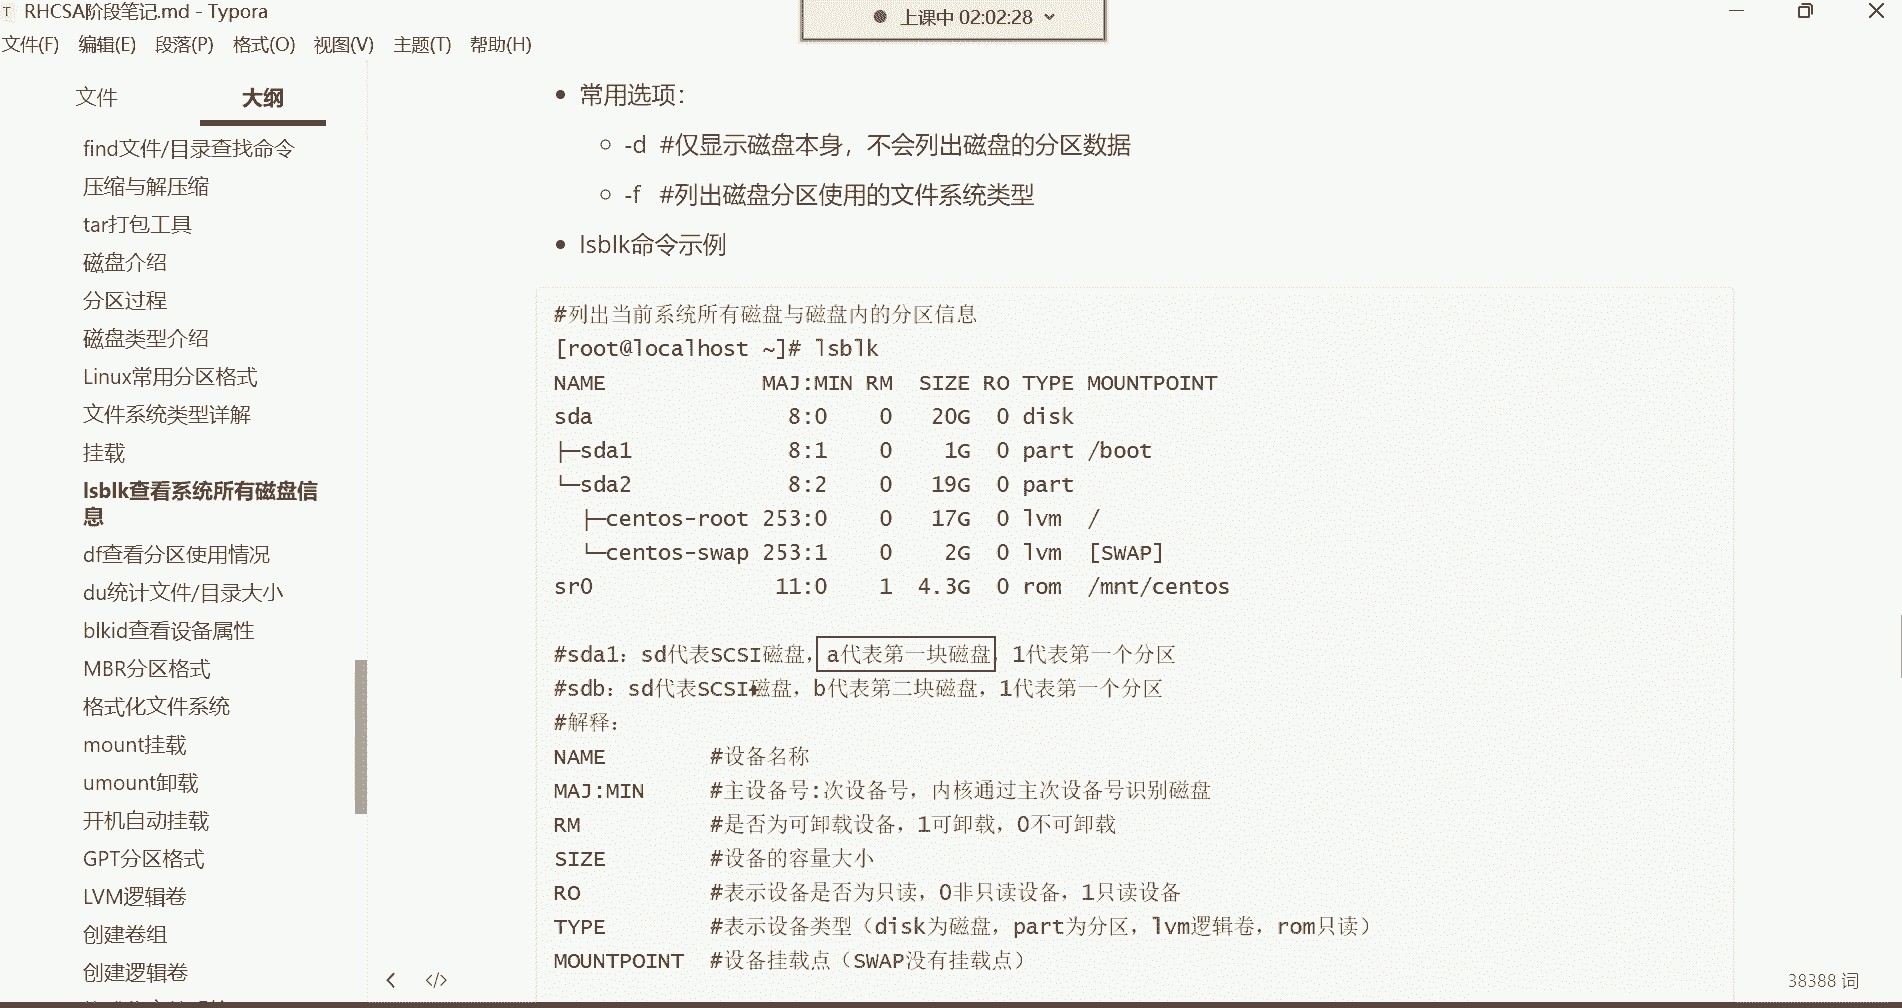 RHCSA阶段笔记.md - Typora
上课中 02:02:28
文件(F) 编辑(E) 段落(P) 格式(O) 视图(V) 主题(T) 帮助(H)
文件 大纲
find文件/目录查找命令
压缩与解压缩
tar打包工具
磁盘介绍
分区过程
磁盘类型介绍
Linux常用分区格式
文件系统类型详解
挂载
lsblk查看系统所有磁盘信
息
df查看分区使用情况
du统计文件/目录大小
blkid查看设备属性
MBR分区格式
格式化文件系统
mount挂载
umount卸载
开机自动挂载
GPT分区格式
LVM逻辑卷
创建卷组
创建逻辑卷
常用选项：
-d #仅显示磁盘本身，不会列出磁盘的分区数据
-f #列出磁盘分区使用的文件系统类型
lsblk命令示例
#列出当前系统所有磁盘与磁盘内的分区信息
[root@localhost ~]# lsblk
NAME MAJ:MIN RM SIZE RO TYPE MOUNTPOINT
sda 8:0 0 20G 0 disk
├─sda1 8:1 0 1G 0 part /boot
└─sda2 8:2 0 19G 0 part
├─centos-root 253:0 0 17G 0 lvm /
└─centos-swap 253:1 0 2G 0 lvm [SWAP]
sr0 11:0 1 4.3G 0 rom /mnt/centos
#sda1：sd代表SCSI磁盘，a代表第一块磁盘，1代表第一个分区
#sdb：sd代表SCSI磁盘，b代表第二块磁盘，1代表第一个分区
#解释：
NAME #设备名称
MAJ:MIN #主设备号:次设备号，内核通过主次设备号识别磁盘
RM #是否为可卸载设备，1可卸载，0不可卸载
SIZE #设备的容量大小
RO #表示设备是否为只读，0非只读设备，1只读设备
TYPE #表示设备类型（disk为磁盘，part为分区，lvm逻辑卷，rom只读）
MOUNTPOINT #设备挂载点（SWAP没有挂载点）
38388 词